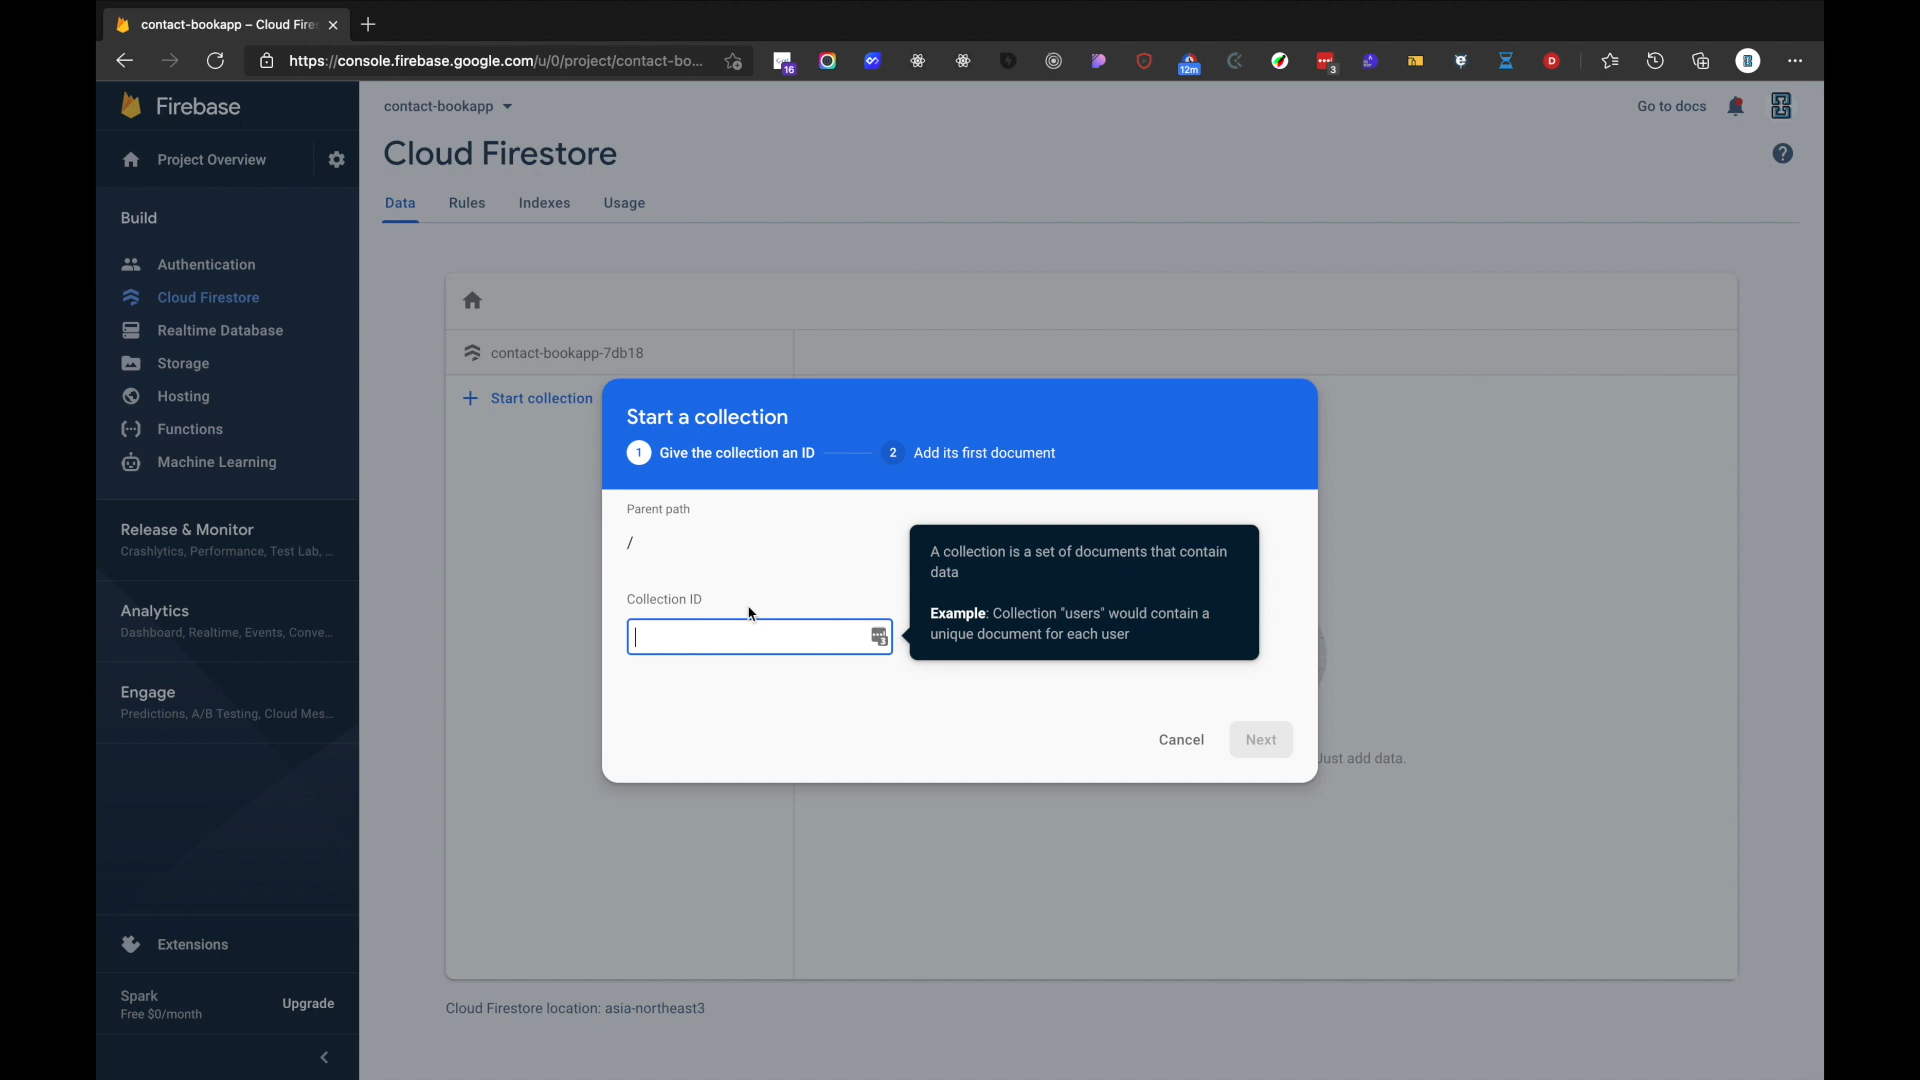 contact-bookapp – Cloud Fire
https://console.firebase.google.com/u/0/project/contact-bo...
16
12m
3
D
Firebase
contact-bookapp
Go to docs
Project Overview
Cloud Firestore
Data Rules Indexes Usage
Build
Authentication
Cloud Firestore
Realtime Database
Storage
Hosting
Functions
Machine Learning
Release & Monitor
Crashlytics, Performance, Test Lab, ...
Analytics
Dashboard, Realtime, Events, Conve...
Engage
Predictions, A/B Testing, Cloud Mes...
Extensions
Spark
Free $0/month
Upgrade
contact-bookapp-7db18
Start collection
Start a collection
1 Give the collection an ID
2 Add its first document
Parent path
/
Collection ID
3
A collection is a set of documents that contain
data
Example: Collection "users" would contain a
unique document for each user
Cancel
Next
Just add data.
Cloud Firestore location: asia-northeast3